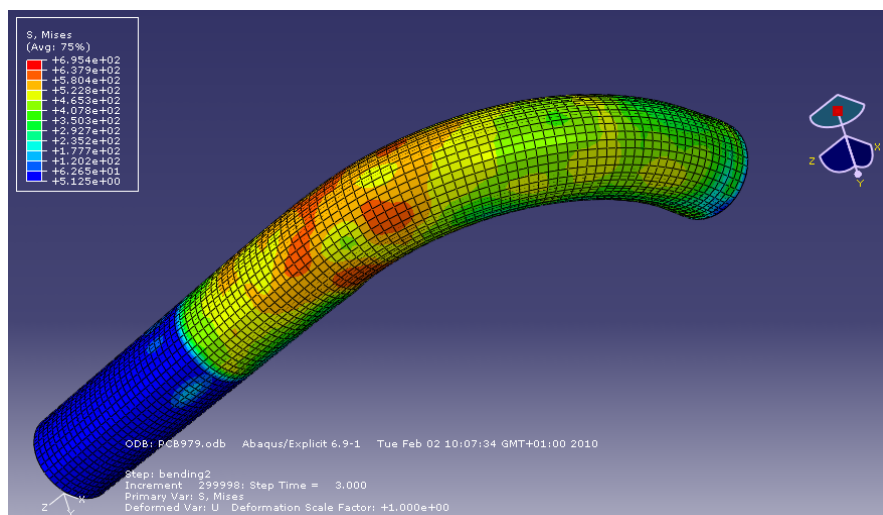 S, Mises
(Avg: 75%)
+6.954e+02
+6.379e+02
+5.804e+02
+5.228e+02
+4.653e+02
+4.078e+02
+3.503e+02
+2.927e+02
+2.352e+02
+1.777e+02
+1.202e+02
+6.265e+01
+5.125e+00
X
Z
Y
ODB: PCB979.odb Abaqus/Explicit 6.9-1 Tue Feb 02 10:07:34 GMT+01:00 2010
Step: bending2
Increment 299998: Step Time = 3.000
Primary Var: S, Mises
Deformed Var: U Deformation Scale Factor: +1.000e+00
Z
X
Y